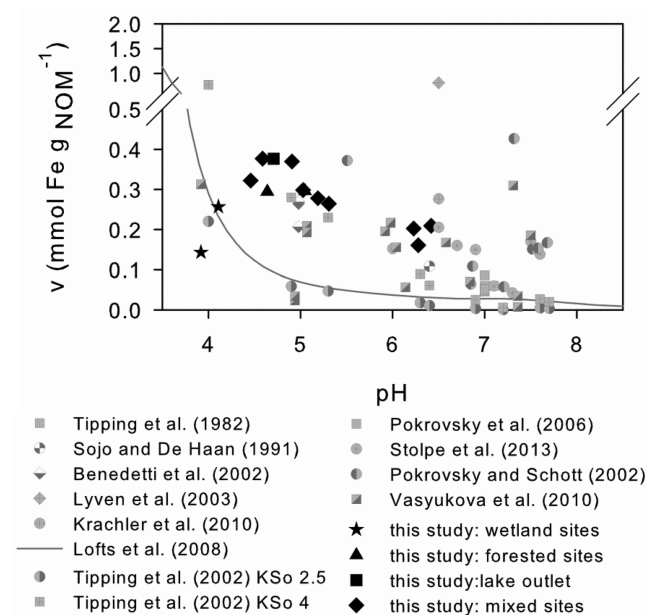 2.0
1.5
1.0
0.5
0.4
0.3
0.2
0.1
0.0
v (mmol Fe g NOM⁻¹)
4 5 6 7 8
pH
Tipping et al. (1982)
Sojo and De Haan (1991)
Benedetti et al. (2002)
Lyven et al. (2003)
Krachler et al. (2010)
Lofts et al. (2008)
Tipping et al. (2002) KSo 2.5
Tipping et al. (2002) KSo 4
Pokrovsky et al. (2006)
Stolpe et al. (2013)
Pokrovsky and Schott (2002)
Vasyukova et al. (2010)
this study: wetland sites
this study: forested sites
this study:lake outlet
this study: mixed sites